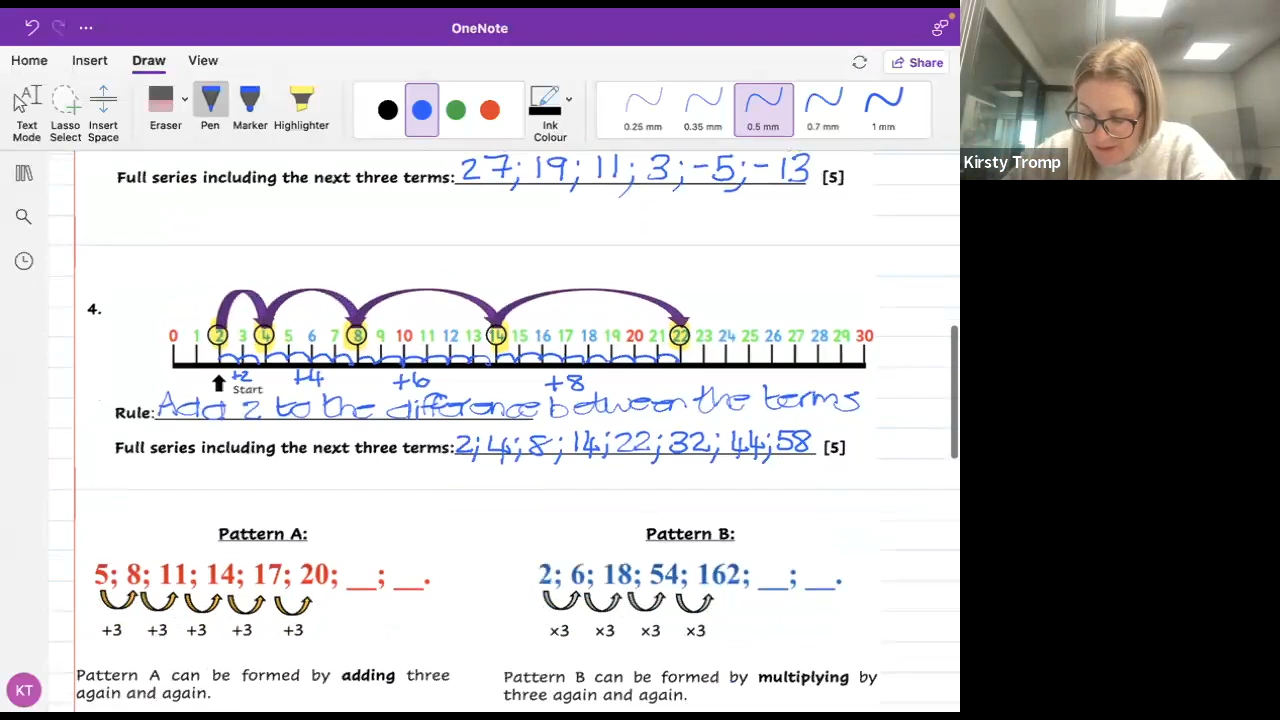 OneNote
Home Insert Draw View Share
Text Mode Lasso Select Insert Space Eraser Pen Marker Highlighter Ink Colour 0.25 mm 0.35 mm 0.5 mm 0.7 mm 1 mm
Kirsty Tromp
Full series including the next three terms: 27; 19; 11; 3; -5; -13 [5]
4.
0 1 2 3 4 5 6 7 8 9 10 11 12 13 14 15 16 17 18 19 20 21 22 23 24 25 26 27 28 29 30
+2 +4 +6 +8
Start
Rule: Add 2 to the difference between the terms
Full series including the next three terms: 2; 4; 8; 14; 22; 32; 44; 58 [5]
Pattern A: Pattern B:
5; 8; 11; 14; 17; 20; __; __. 2; 6; 18; 54; 162; __; __.
+3 +3 +3 +3 +3 ×3 ×3 ×3 ×3
Pattern A can be formed by adding three
again and again.
Pattern B can be formed by multiplying by
three again and again.
KT